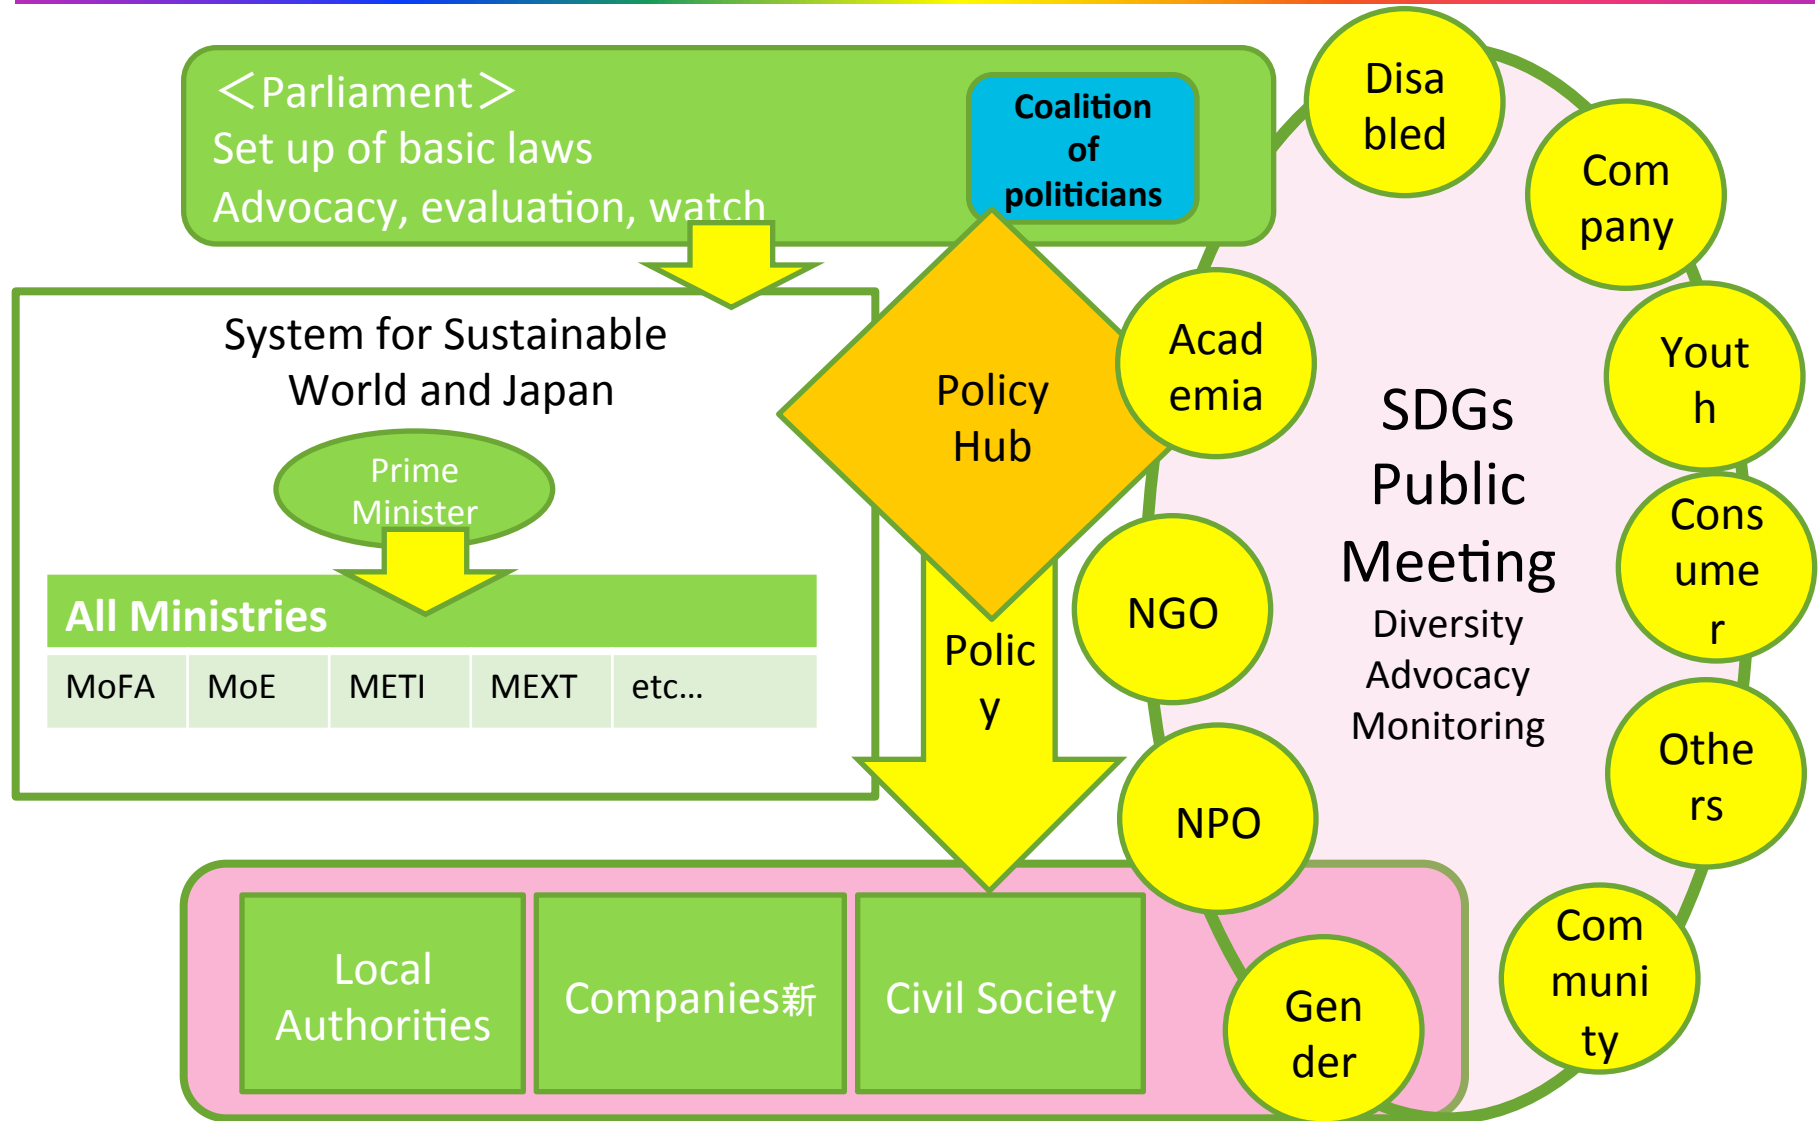 ＜Parliament＞
Set up of basic laws
Advocacy, evaluation, watch
Coalition
of
politicians
System for Sustainable
World and Japan
Prime
Minister
All Ministries
MoFA MoE METI MEXT etc...
Policy
Hub
Polic
y
Local
Authorities
Companies新
Civil Society
SDGs
Public
Meeting
Diversity
Advocacy
Monitoring
Disa
bled
Com
pany
Yout
h
Cons
ume
r
Othe
rs
Com
muni
ty
Gen
der
NPO
NGO
Acad
emia